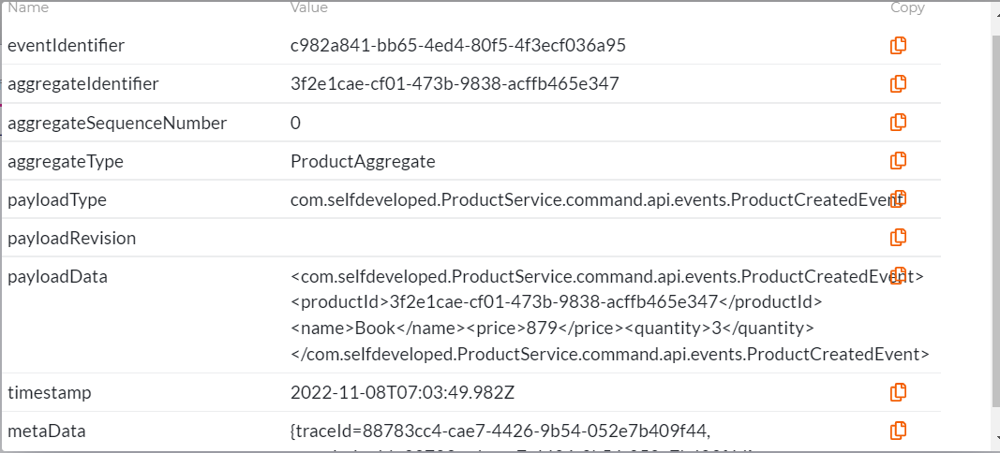 Name Value Copy
eventIdentifier c982a841-bb65-4ed4-80f5-4f3ecf036a95
aggregateIdentifier 3f2e1cae-cf01-473b-9838-acffb465e347
aggregateSequenceNumber 0
aggregateType ProductAggregate
payloadType com.selfdeveloped.ProductService.command.api.events.ProductCreatedEvent
payloadRevision
payloadData <com.selfdeveloped.ProductService.command.api.events.ProductCreatedEvent>
<productId>3f2e1cae-cf01-473b-9838-acffb465e347</productId>
<name>Book</name><price>879</price><quantity>3</quantity>
</com.selfdeveloped.ProductService.command.api.events.ProductCreatedEvent>
timestamp 2022-11-08T07:03:49.982Z
metaData {traceId=88783cc4-cae7-4426-9b54-052e7b409f44,